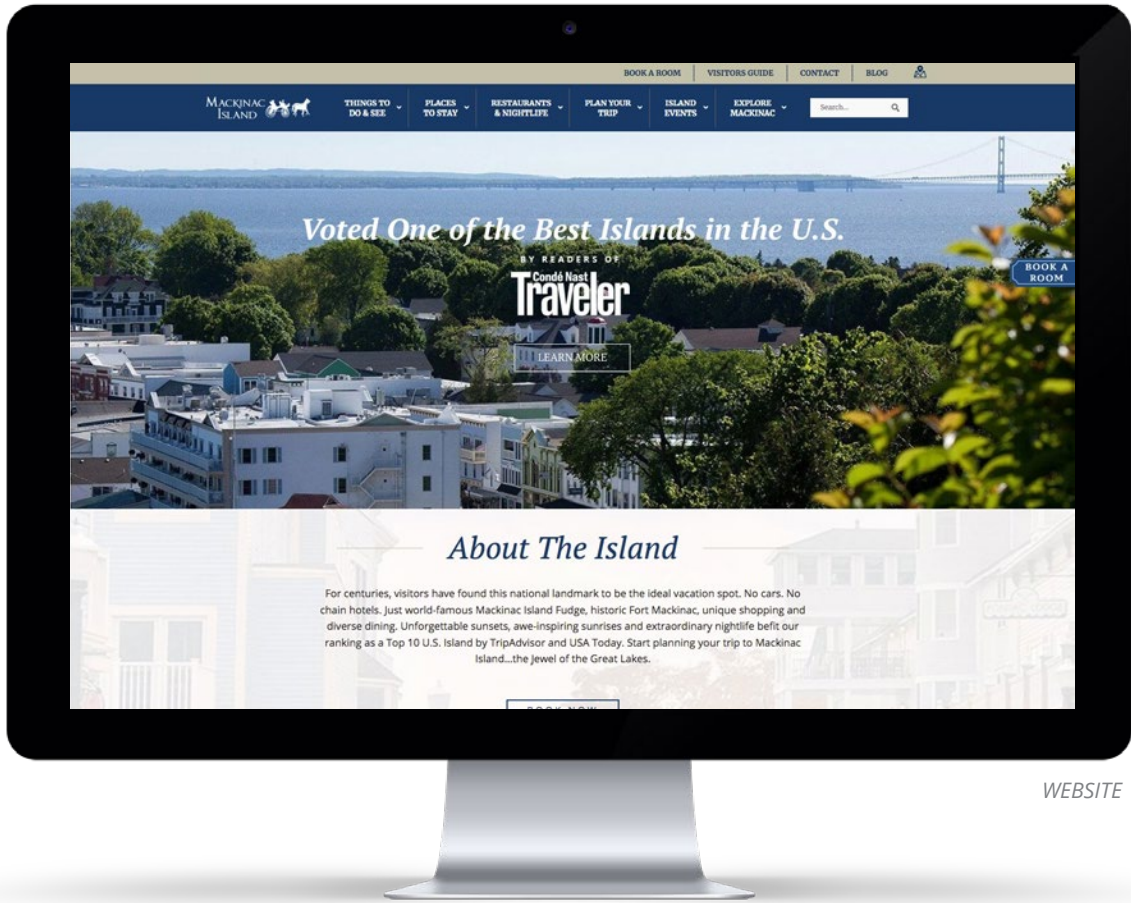 BOOK A ROOM VISITORS GUIDE CONTACT BLOG
MACKINAC
ISLAND
THINGS TO
DO & SEE
PLACES
TO STAY
RESTAURANTS
& NIGHTLIFE
PLAN YOUR
TRIP
ISLAND
EVENTS
EXPLORE
MACKINAC
Search...
Voted One of the Best Islands in the U.S.
BY READERS OF
Condé Nast
Traveler
LEARN MORE
BOOK A
ROOM
About The Island
For centuries, visitors have found this national landmark to be the ideal vacation spot. No cars. No
chain hotels. Just world-famous Mackinac Island Fudge, historic Fort Mackinac, unique shopping and
diverse dining. Unforgettable sunsets, awe-inspiring sunrises and extraordinary nightlife befit our
ranking as a Top 10 U.S. Island by TripAdvisor and USA Today. Start planning your trip to Mackinac
Island...the Jewel of the Great Lakes.
BOOK NOW
WEBSITE